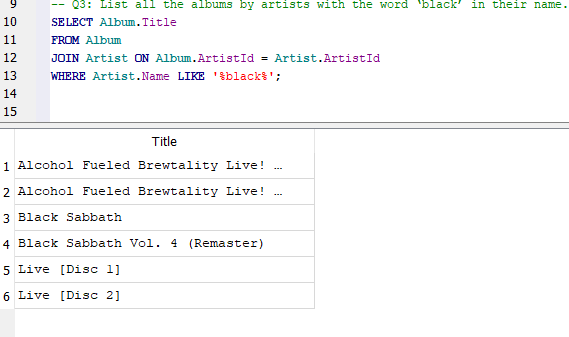 9 -- Q3: List all the albums by artists with the word ‘black’ in their name.
10 SELECT Album.Title
11 FROM Album
12 JOIN Artist ON Album.ArtistId = Artist.ArtistId
13 WHERE Artist.Name LIKE '%black%';
14
15
Title
1 Alcohol Fueled Brewtality Live! …
2 Alcohol Fueled Brewtality Live! …
3 Black Sabbath
4 Black Sabbath Vol. 4 (Remaster)
5 Live [Disc 1]
6 Live [Disc 2]